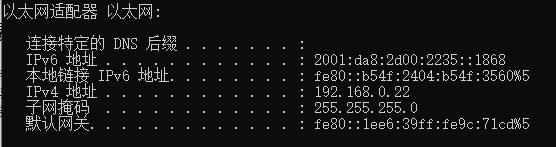 以太网适配器 以太网:
连接特定的 DNS 后缀 . . . . . . . :
IPv6 地址 . . . . . . . . . . . . : 2001:da8:2d00:2235::1868
本地链接 IPv6 地址. . . . . . . . : fe80::b54f:2404:b54f:3560%5
IPv4 地址 . . . . . . . . . . . . : 192.168.0.22
子网掩码 . . . . . . . . . . . . : 255.255.255.0
默认网关. . . . . . . . . . . . . : fe80::1ee6:39ff:fe9c:71cd%5